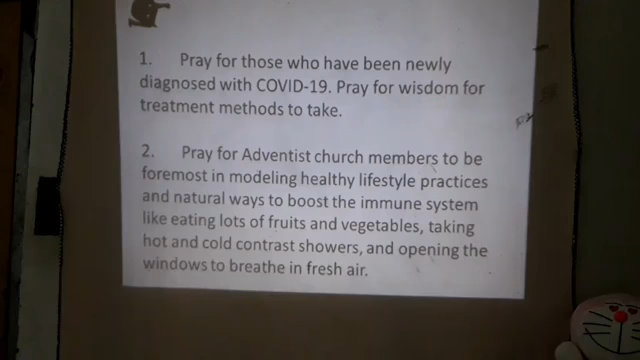 1. Pray for those who have been newly
diagnosed with COVID-19. Pray for wisdom for
treatment methods to take.
2. Pray for Adventist church members to be
foremost in modeling healthy lifestyle practices
and natural ways to boost the immune system
like eating lots of fruits and vegetables, taking
hot and cold contrast showers, and opening the
windows to breathe in fresh air.